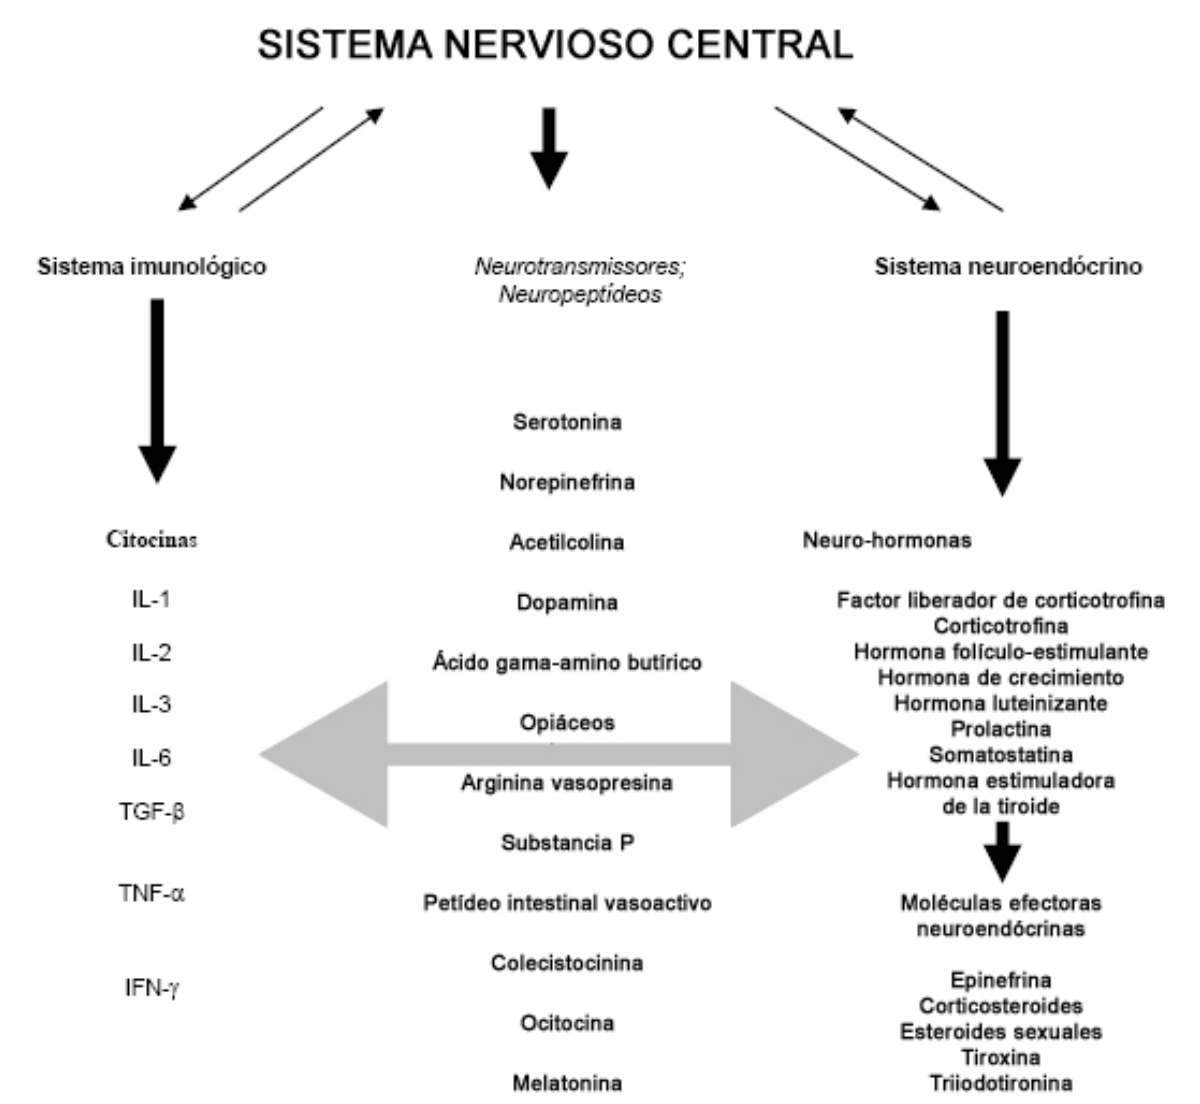 SISTEMA NERVIOSO CENTRAL
Sistema imunológico
Neurotransmissores;
Neuropeptídeos
Sistema neuroendócrino
Citocinas
IL-1
IL-2
IL-3
IL-6
TGF-β
TNF-α
IFN-γ
Serotonina
Norepinefrina
Acetilcolina
Dopamina
Ácido gama-amino butírico
Opiáceos
Arginina vasopresina
Substancia P
Petídeo intestinal vasoactivo
Colecistocinina
Ocitocina
Melatonina
Neuro-hormonas
Factor liberador de corticotrofina
Corticotrofina
Hormona folículo-estimulante
Hormona de crecimiento
Hormona luteinizante
Prolactina
Somatostatina
Hormona estimuladora
de la tiroide
Moléculas efectoras
neuroendócrinas
Epinefrina
Corticosteroides
Esteroides sexuales
Tiroxina
Triiodotironina